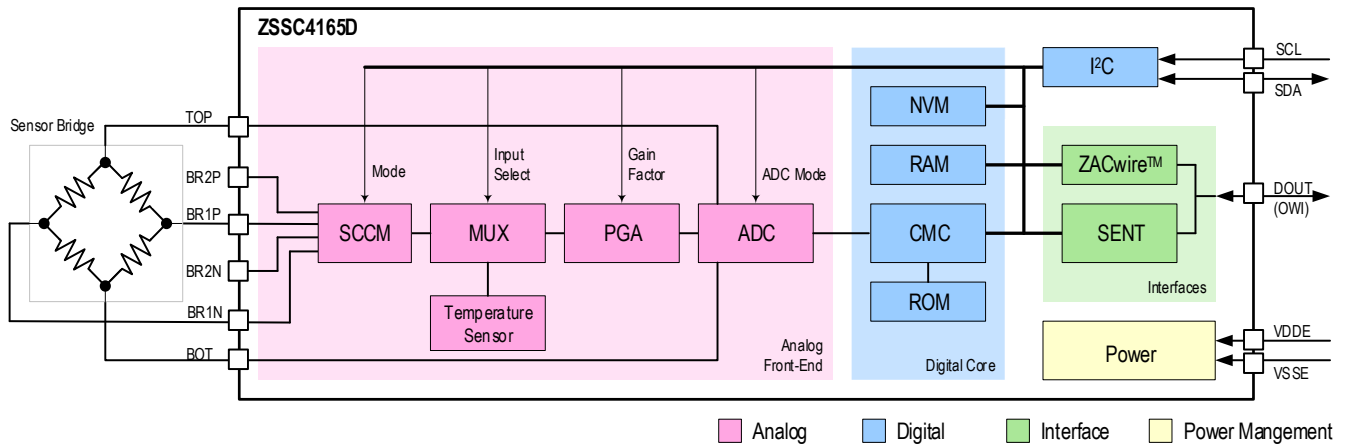 ZSSC4165D
Sensor Bridge
TOP
BR2P
BR1P
BR2N
BR1N
BOT
Mode
Input
Select
Gain
Factor
ADC Mode
SCCM
MUX
PGA
ADC
Temperature
Sensor
Analog
Front-End
NVM
RAM
CMC
ROM
Digital Core
I²C
ZACwire™
SENT
Interfaces
Power
SCL
SDA
DOUT
(OWI)
VDDE
VSSE
Analog
Digital
Interface
Power Mangement